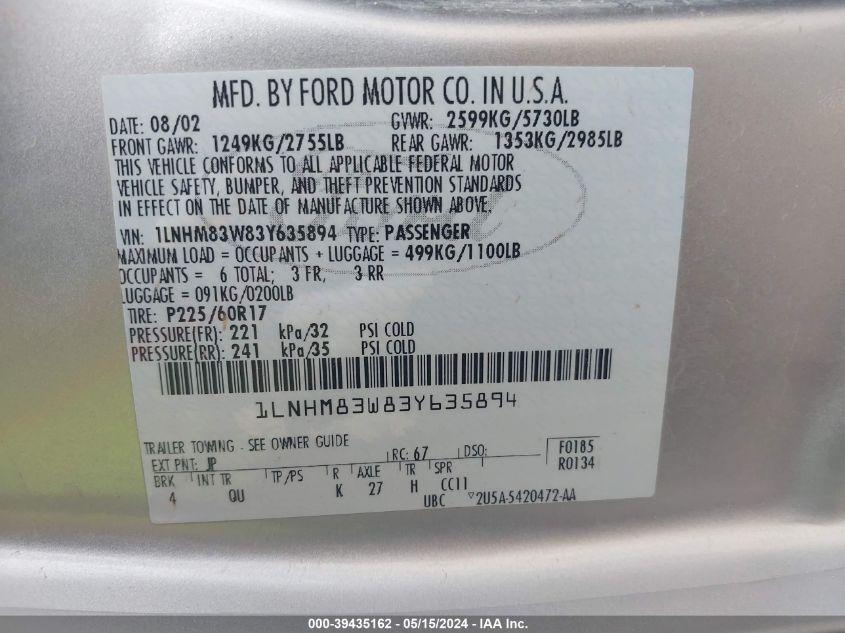 MFD. BY FORD MOTOR CO. IN U.S.A.
DATE: 08/02 GVWR: 2599KG/5730LB
FRONT GAWR: 1249KG/2755LB REAR GAWR: 1353KG/2985LB
THIS VEHICLE CONFORMS TO ALL APPLICABLE FEDERAL MOTOR
VEHICLE SAFETY, BUMPER, AND THEFT PREVENTION STANDARDS
IN EFFECT ON THE DATE OF MANUFACTURE SHOWN ABOVE.
VIN: 1LNHM83W83Y635894 TYPE: PASSENGER
MAXIMUM LOAD = OCCUPANTS + LUGGAGE = 499KG/1100LB
OCCUPANTS = 6 TOTAL; 3 FR, 3 RR
LUGGAGE = 091KG/0200LB
TIRE: P225/60R17
PRESSURE(FR): 221 kPa/32 PSI COLD
PRESSURE(RR): 241 kPa/35 PSI COLD
1LNHM83W83Y635894
TRAILER TOWING - SEE OWNER GUIDE
EXT PNT: JP RC: 67 DSO: F0185
BRK INT TR TP/PS R AXLE TR SPR R0134
4 QU K 27 H CC11
UBC 2U5A-5420472-AA
000-39435162 - 05/15/2024 - IAA Inc.